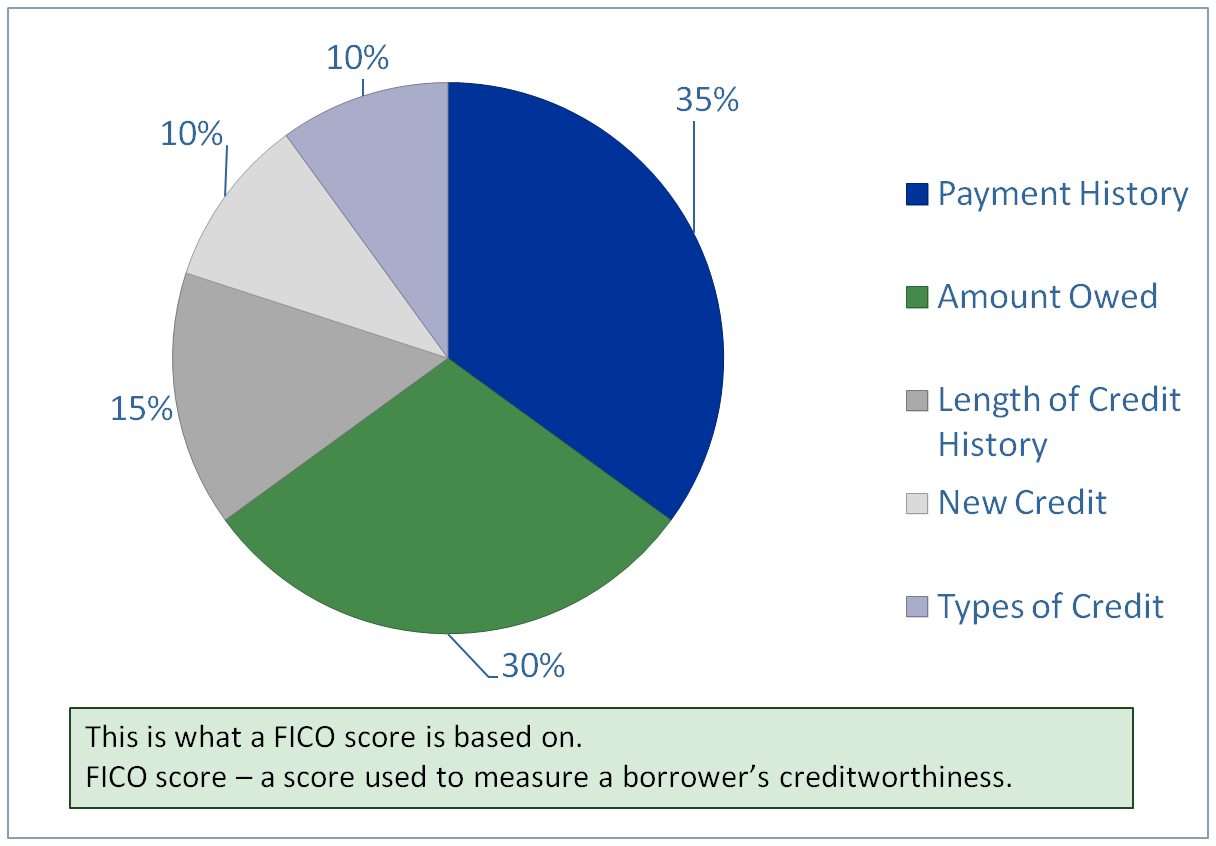 10%
35%
10%
15%
30%
Payment History
Amount Owed
Length of Credit
History
New Credit
Types of Credit
This is what a FICO score is based on.
FICO score – a score used to measure a borrower’s creditworthiness.